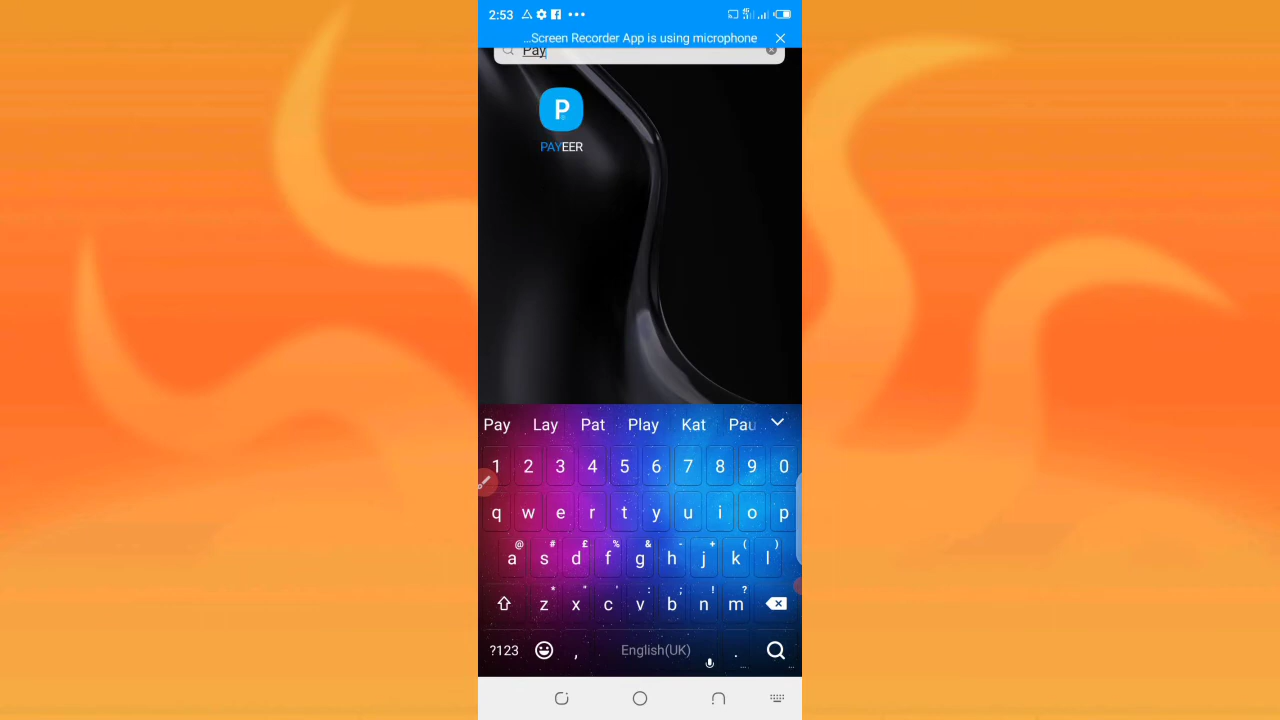 2:53
...Screen Recorder App is using microphone
Pay
P
PAYEER
Pay Lay Pat Play Kat Pau
1 2 3 4 5 6 7 8 9 0
q w e r t y u i o p
@ # £ % & - + ( )
a s d f g h j k l
* " ' : ; ! ?
z x c v b n m
?123 , English(UK) .